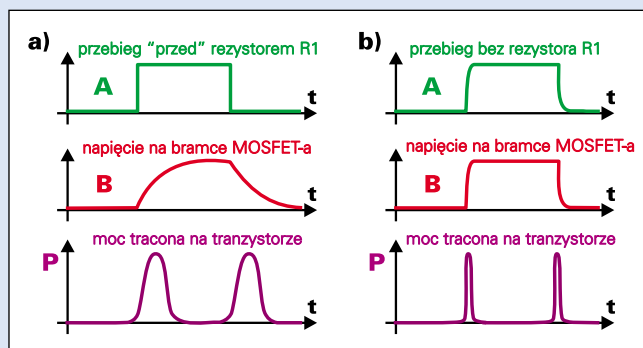 a)
przebieg "przed" rezystorem R1
A
t
napięcie na bramce MOSFET-a
B
t
moc tracona na tranzystorze
P
t
b)
przebieg bez rezystora R1
A
t
napięcie na bramce MOSFET-a
B
t
moc tracona na tranzystorze
P
t